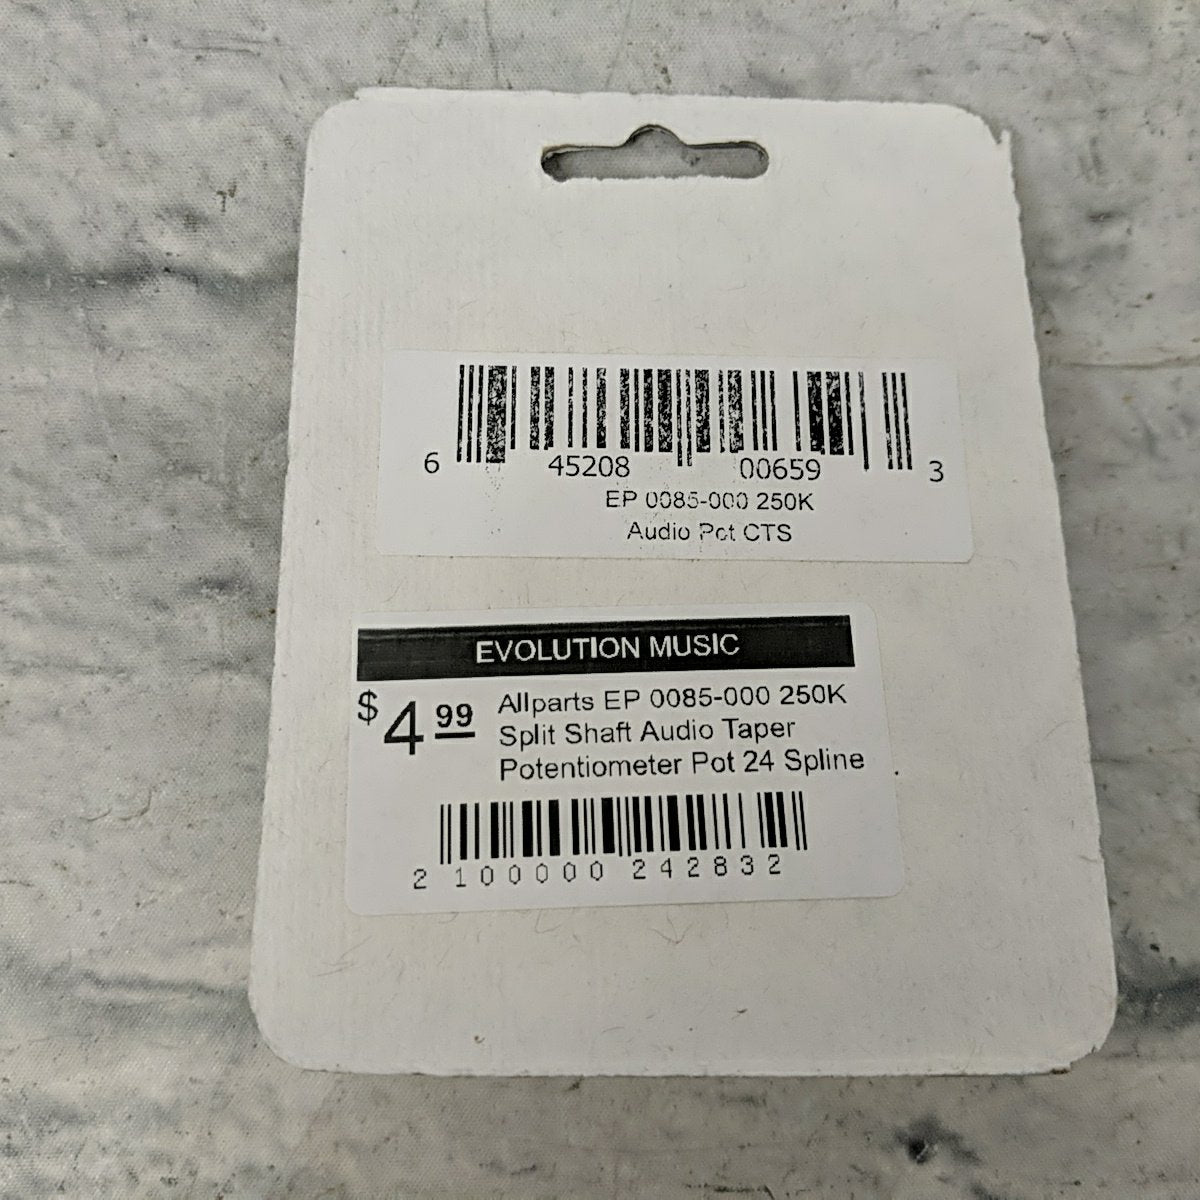 6 45208 00659 3
EP 0085-000 250K
Audio Pot CTS
EVOLUTION MUSIC
$4.99
Allparts EP 0085-000 250K
Split Shaft Audio Taper
Potentiometer Pot 24 Spline
2 100000 242832